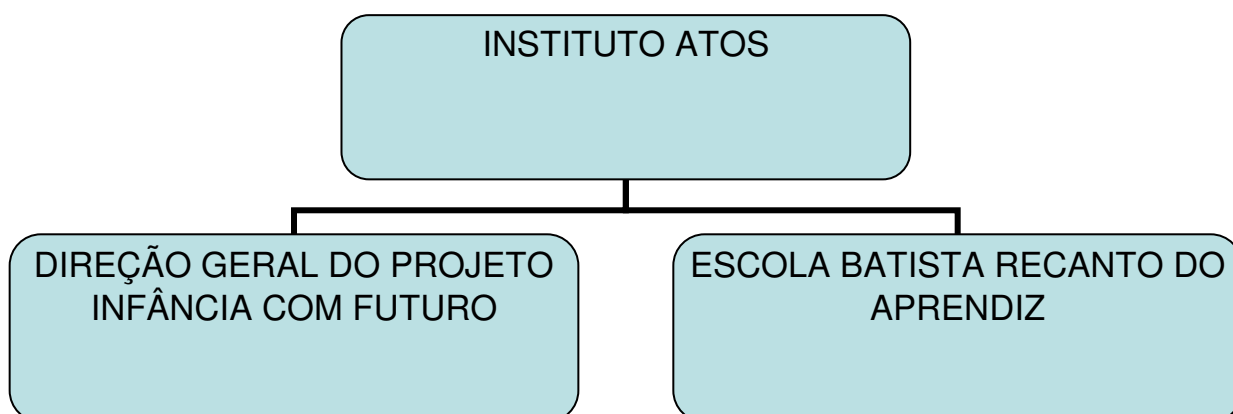 INSTITUTO ATOS
DIREÇÃO GERAL DO PROJETO
INFÂNCIA COM FUTURO
ESCOLA BATISTA RECANTO DO
APRENDIZ